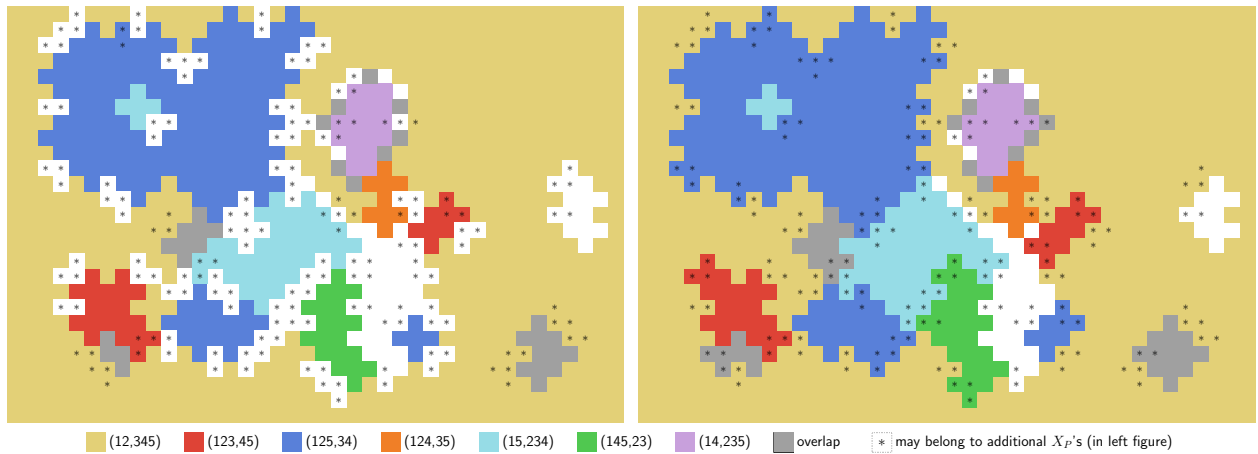 (12,345) (123,45) (125,34) (124,35) (15,234) (145,23) (14,235) overlap * may belong to additional X_P's (in left figure)